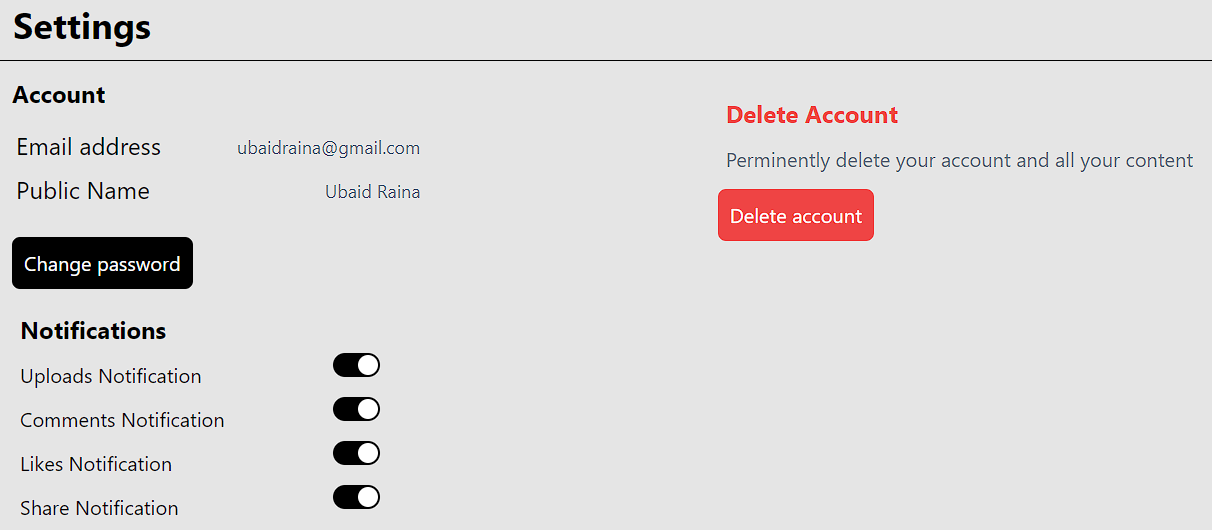 Settings
Account
Email address ubaidraina@gmail.com
Public Name Ubaid Raina
Change password
Delete Account
Perminently delete your account and all your content
Delete account
Notifications
Uploads Notification
Comments Notification
Likes Notification
Share Notification